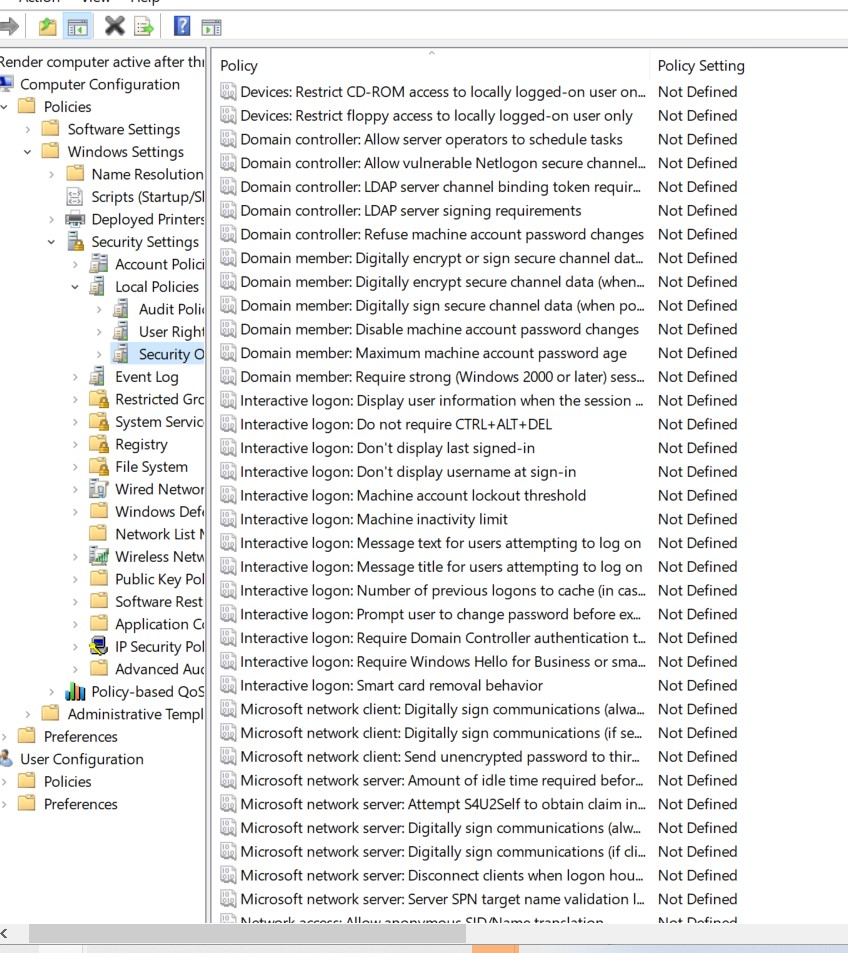 Action View Help
Render computer active after thr
Computer Configuration
Policies
Software Settings
Windows Settings
Name Resolution
Scripts (Startup/Sl
Deployed Printers
Security Settings
Account Polici
Local Policies
Audit Polic
User Right
Security O
Event Log
Restricted Gro
System Servic
Registry
File System
Wired Networ
Windows Defe
Network List M
Wireless Netw
Public Key Pol
Software Rest
Application Co
IP Security Pol
Advanced Aud
Policy-based QoS
Administrative Templ
Preferences
User Configuration
Policies
Preferences
Policy Policy Setting
Devices: Restrict CD-ROM access to locally logged-on user on... Not Defined
Devices: Restrict floppy access to locally logged-on user only Not Defined
Domain controller: Allow server operators to schedule tasks Not Defined
Domain controller: Allow vulnerable Netlogon secure channel... Not Defined
Domain controller: LDAP server channel binding token requir... Not Defined
Domain controller: LDAP server signing requirements Not Defined
Domain controller: Refuse machine account password changes Not Defined
Domain member: Digitally encrypt or sign secure channel dat... Not Defined
Domain member: Digitally encrypt secure channel data (when... Not Defined
Domain member: Digitally sign secure channel data (when po... Not Defined
Domain member: Disable machine account password changes Not Defined
Domain member: Maximum machine account password age Not Defined
Domain member: Require strong (Windows 2000 or later) sess... Not Defined
Interactive logon: Display user information when the session ... Not Defined
Interactive logon: Do not require CTRL+ALT+DEL Not Defined
Interactive logon: Don't display last signed-in Not Defined
Interactive logon: Don't display username at sign-in Not Defined
Interactive logon: Machine account lockout threshold Not Defined
Interactive logon: Machine inactivity limit Not Defined
Interactive logon: Message text for users attempting to log on Not Defined
Interactive logon: Message title for users attempting to log on Not Defined
Interactive logon: Number of previous logons to cache (in cas... Not Defined
Interactive logon: Prompt user to change password before ex... Not Defined
Interactive logon: Require Domain Controller authentication t... Not Defined
Interactive logon: Require Windows Hello for Business or sma... Not Defined
Interactive logon: Smart card removal behavior Not Defined
Microsoft network client: Digitally sign communications (alwa... Not Defined
Microsoft network client: Digitally sign communications (if se... Not Defined
Microsoft network client: Send unencrypted password to thir... Not Defined
Microsoft network server: Amount of idle time required befor... Not Defined
Microsoft network server: Attempt S4U2Self to obtain claim in... Not Defined
Microsoft network server: Digitally sign communications (alw... Not Defined
Microsoft network server: Digitally sign communications (if cli... Not Defined
Microsoft network server: Disconnect clients when logon hou... Not Defined
Microsoft network server: Server SPN target name validation l... Not Defined
Network access: Allow anonymous SID/Name translation Not Defined